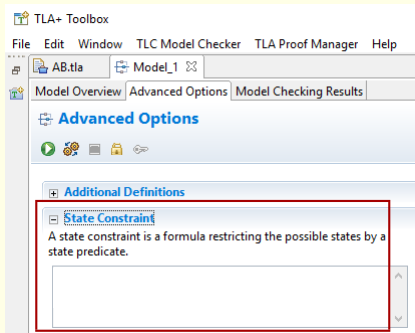 TLA+ Toolbox
File Edit Window TLC Model Checker TLA Proof Manager Help
AB.tla Model_1
Model Overview Advanced Options Model Checking Results
Advanced Options
Additional Definitions
State Constraint
A state constraint is a formula restricting the possible states by a
state predicate.